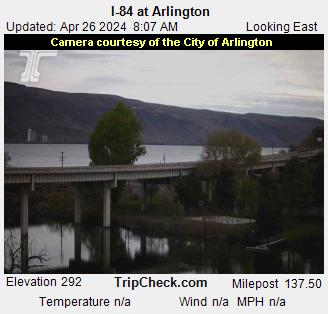 I-84 at Arlington
Updated: Apr 26 2024 8:07 AM Looking East
Camera courtesy of the City of Arlington
Elevation 292 TripCheck.com Milepost 137.50
Temperature n/a Wind n/a MPH n/a